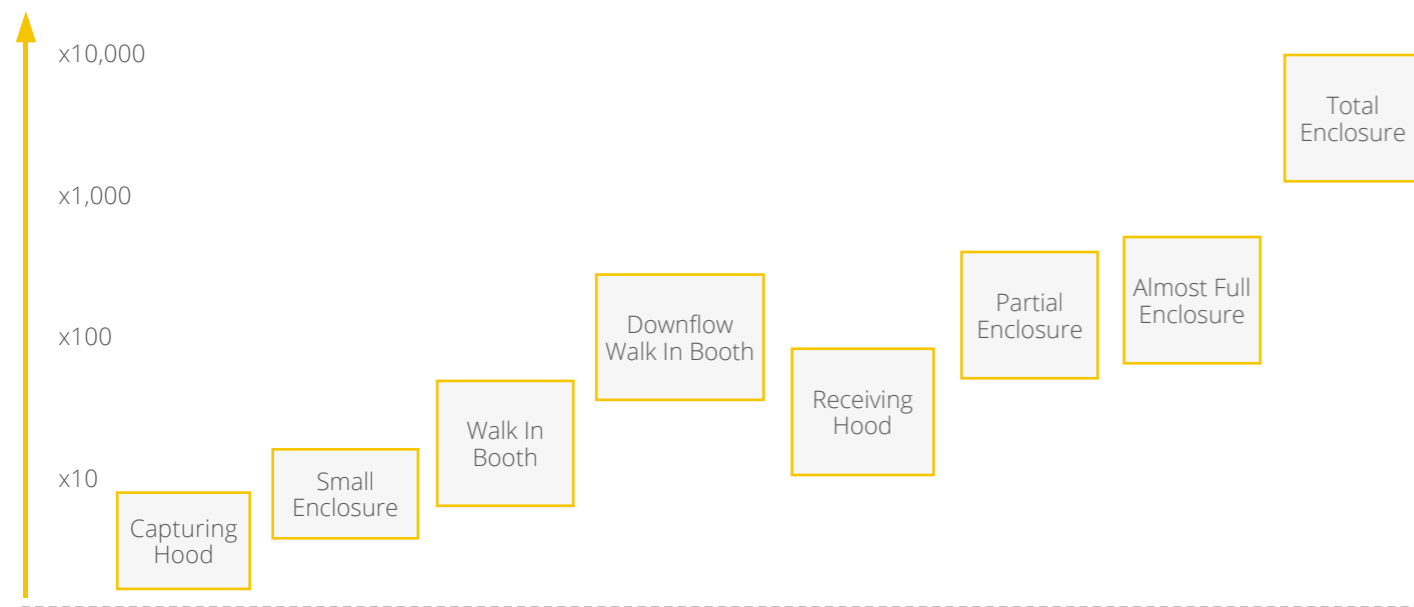 x10,000
x1,000
x100
x10
Capturing
Hood
Small
Enclosure
Walk In
Booth
Downflow
Walk In Booth
Receiving
Hood
Partial
Enclosure
Almost Full
Enclosure
Total
Enclosure